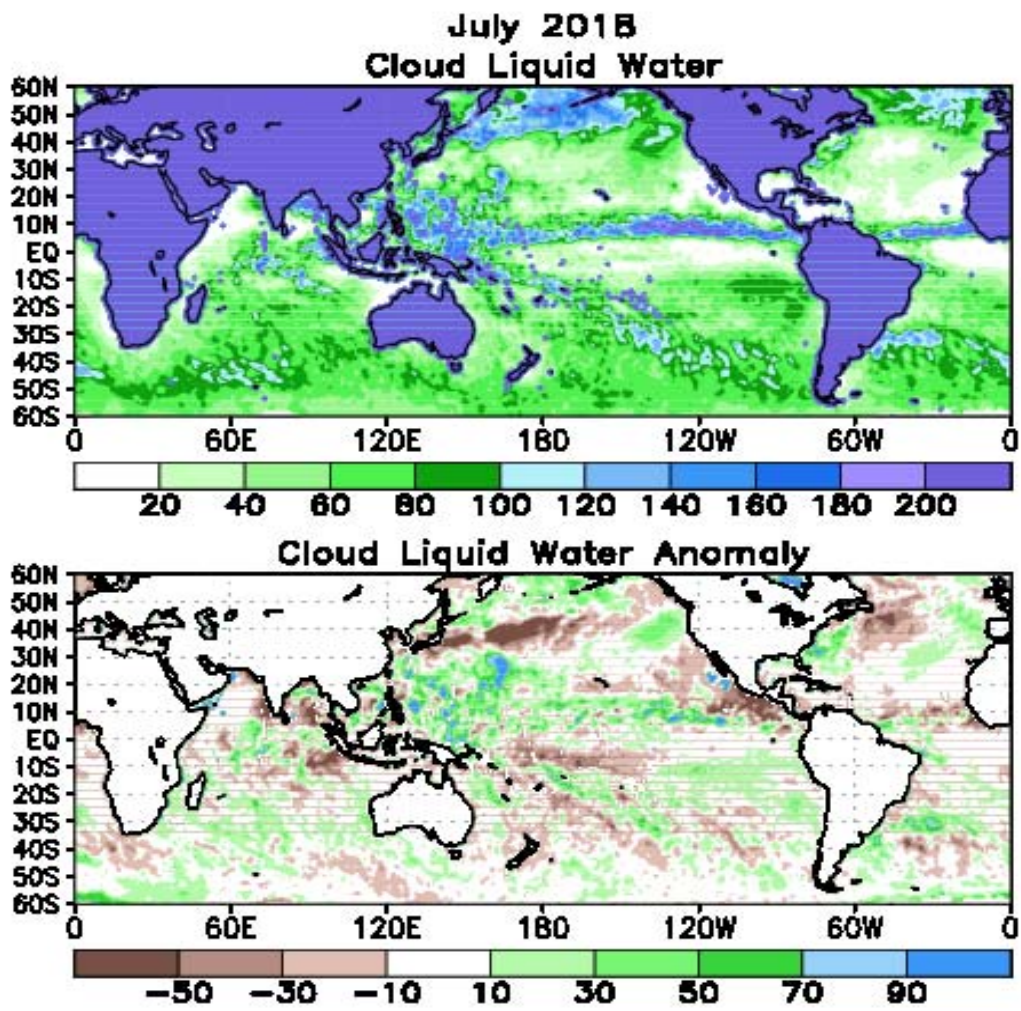 July 2018
Cloud Liquid Water
60N
50N
40N
30N
20N
10N
EQ
10S
20S
30S
40S
50S
60S
0 60E 120E 180 120W 60W 0
20 40 60 80 100 120 140 160 180 200
Cloud Liquid Water Anomaly
60N
50N
40N
30N
20N
10N
EQ
10S
20S
30S
40S
50S
60S
0 60E 120E 180 120W 60W 0
-50 -30 -10 10 30 50 70 90